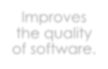 Improves
the quality
of software.